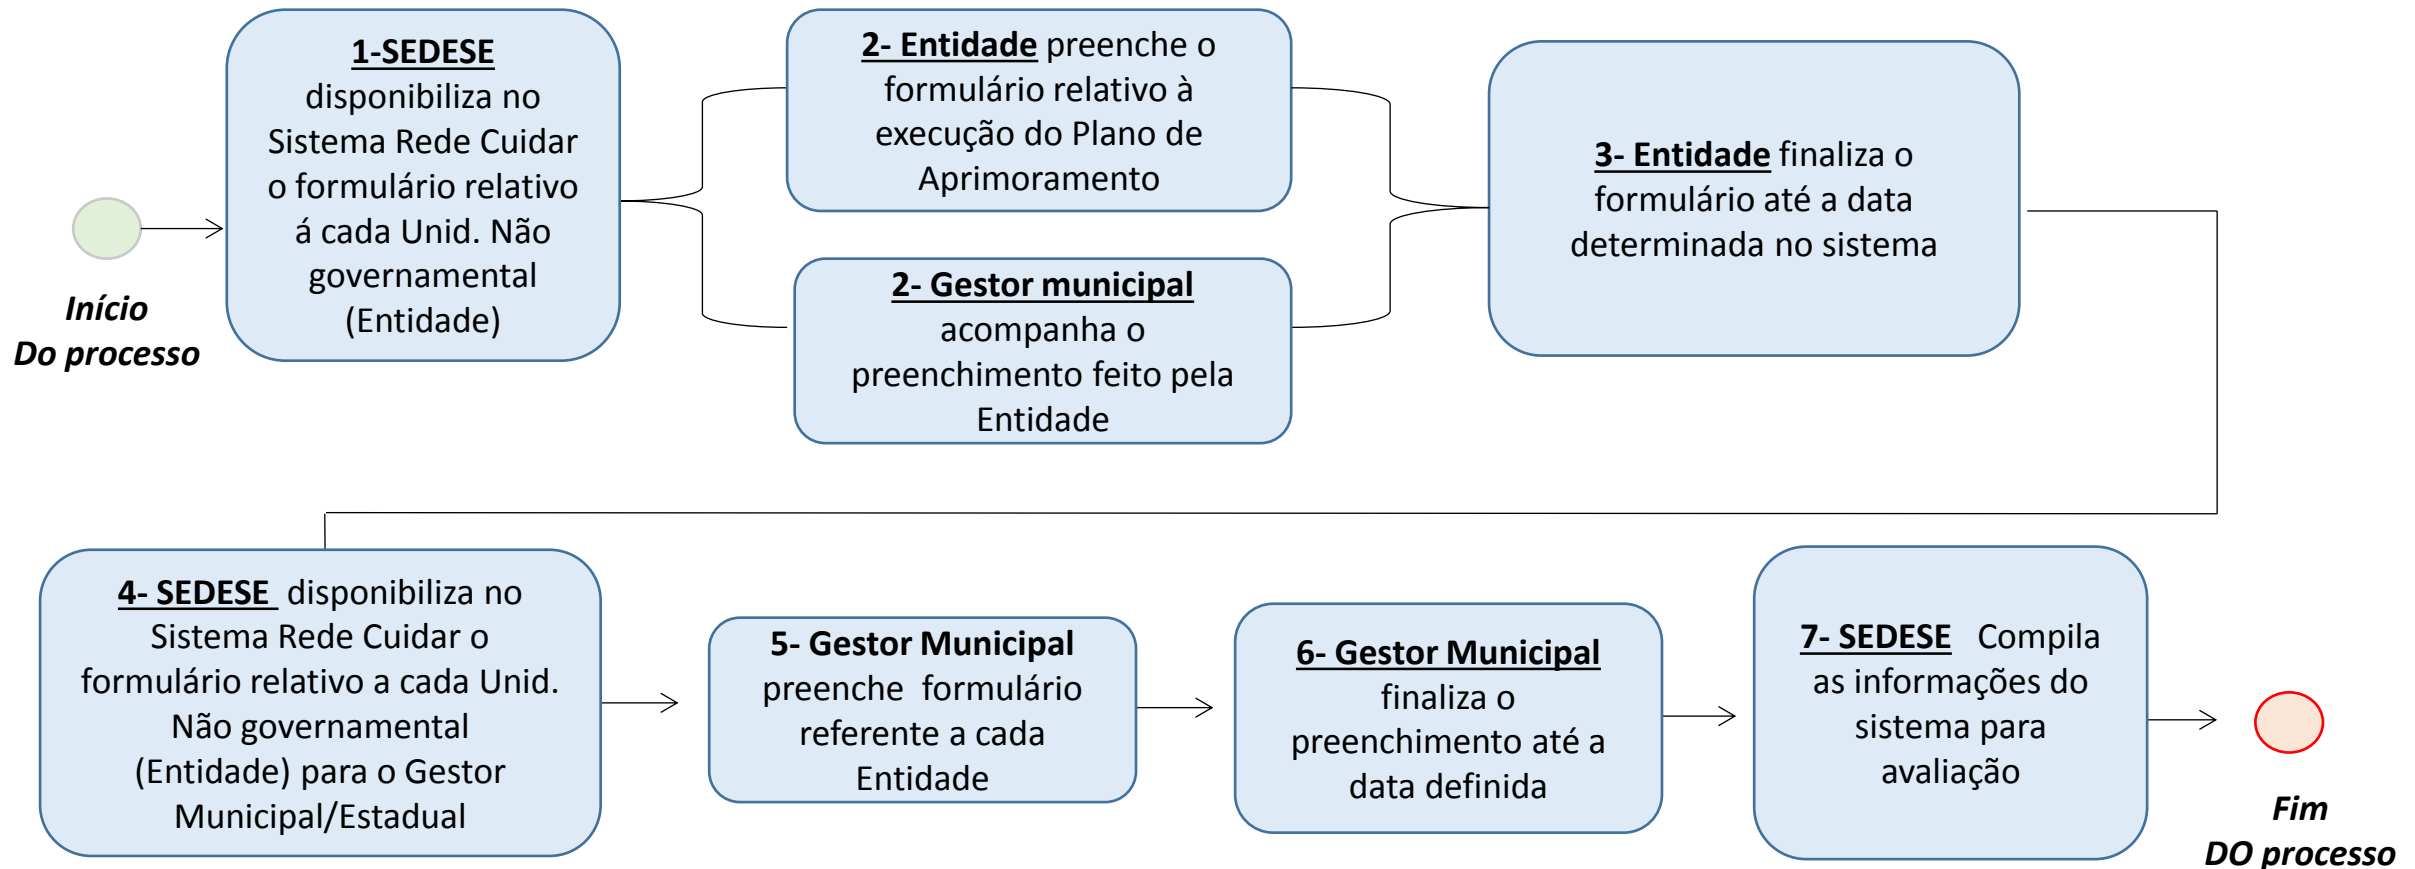 1-SEDESE
disponibiliza no
Sistema Rede Cuidar
o formulário relativo
á cada Unid. Não
governamental
(Entidade)
2- Entidade preenche o
formulário relativo à
execução do Plano de
Aprimoramento
3- Entidade finaliza o
formulário até a data
determinada no sistema
Início
Do processo
2- Gestor municipal
acompanha o
preenchimento feito pela
Entidade
4- SEDESE disponibiliza no
Sistema Rede Cuidar o
formulário relativo a cada Unid.
Não governamental
(Entidade) para o Gestor
Municipal/Estadual
5- Gestor Municipal
preenche formulário
referente a cada
Entidade
6- Gestor Municipal
finaliza o
preenchimento até a
data definida
7- SEDESE Compila
as informações do
sistema para
avaliação
Fim
DO processo